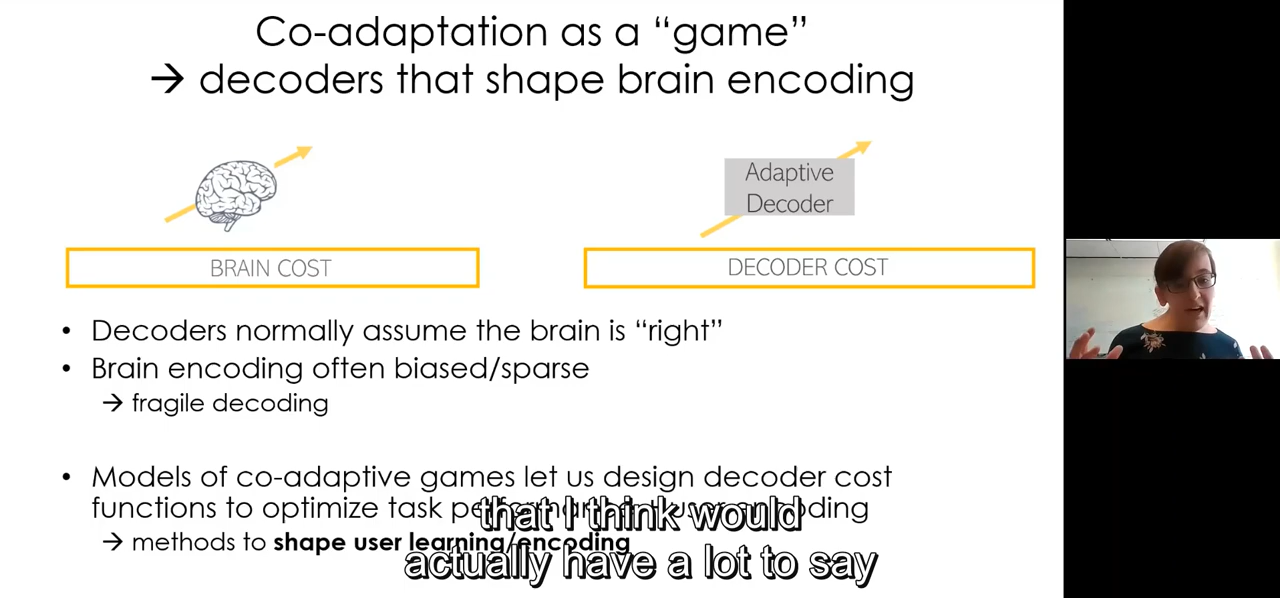 Co-adaptation as a “game”
→ decoders that shape brain encoding
Adaptive
Decoder
BRAIN COST
DECODER COST
• Decoders normally assume the brain is “right”
• Brain encoding often biased/sparse
→ fragile decoding
• Models of co-adaptive games let us design decoder cost
functions to optimize task
→ methods to shape user learning/encoding
that I think would
actually have a lot to say